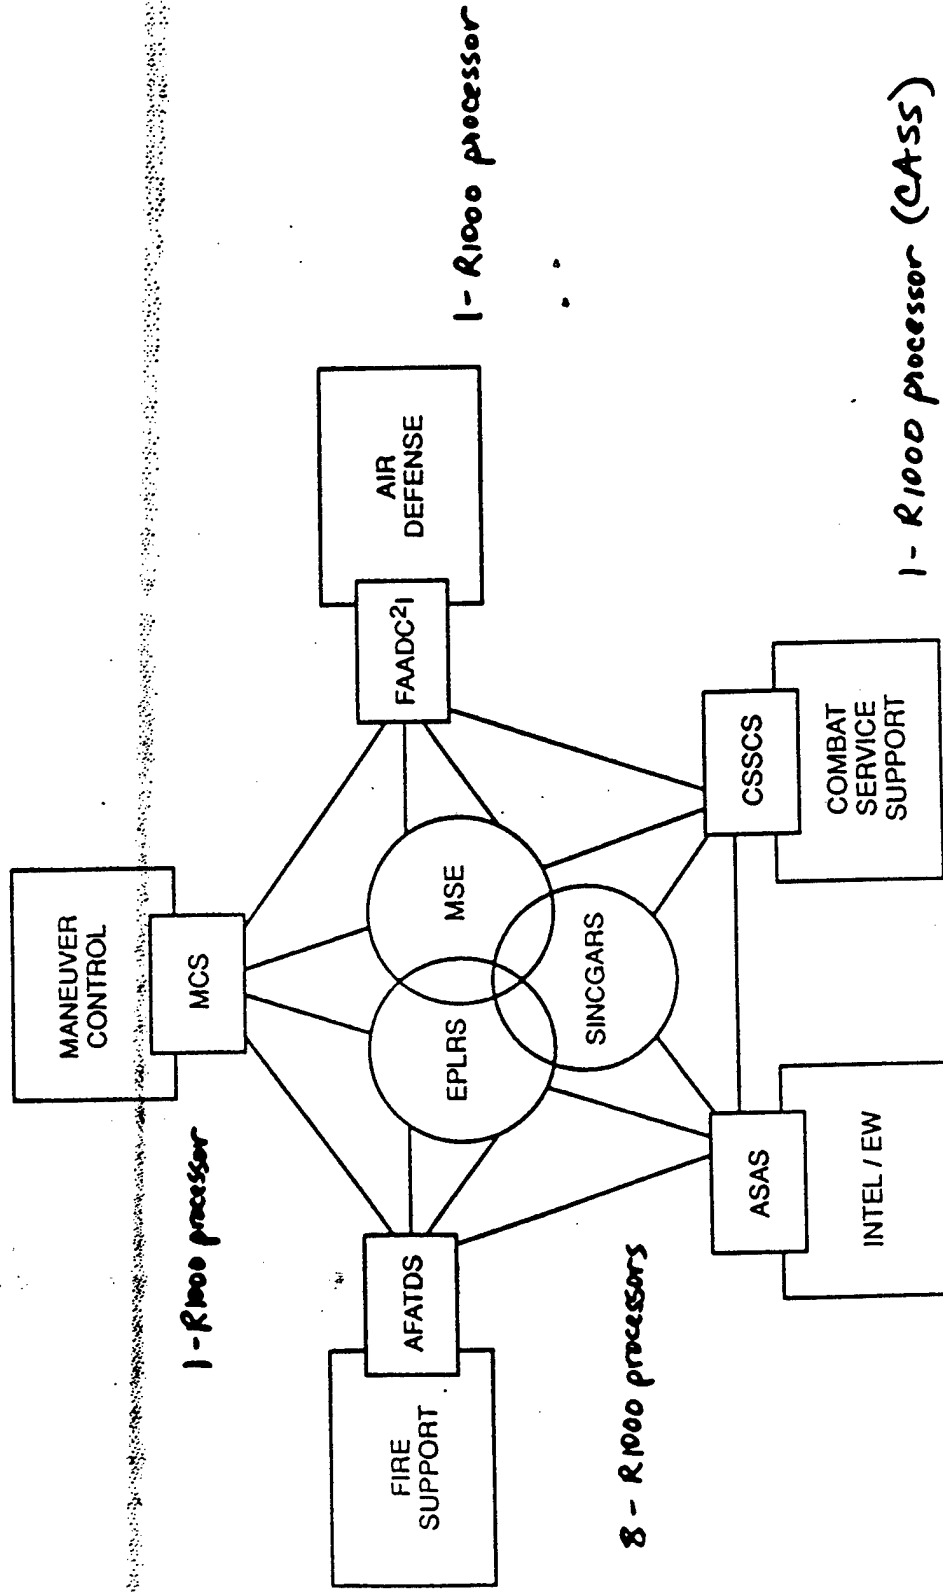 MANEUVER
CONTROL
MCS
1-R1000 processor
FIRE
SUPPORT
AFATDS
FAADC²I
AIR
DEFENSE
1- R1000 processor
EPLRS
MSE
SINCGARS
8 - R1000 processors
ASAS
INTEL / EW
CSSCS
COMBAT
SERVICE
SUPPORT
1- R1000 processor (CASS)